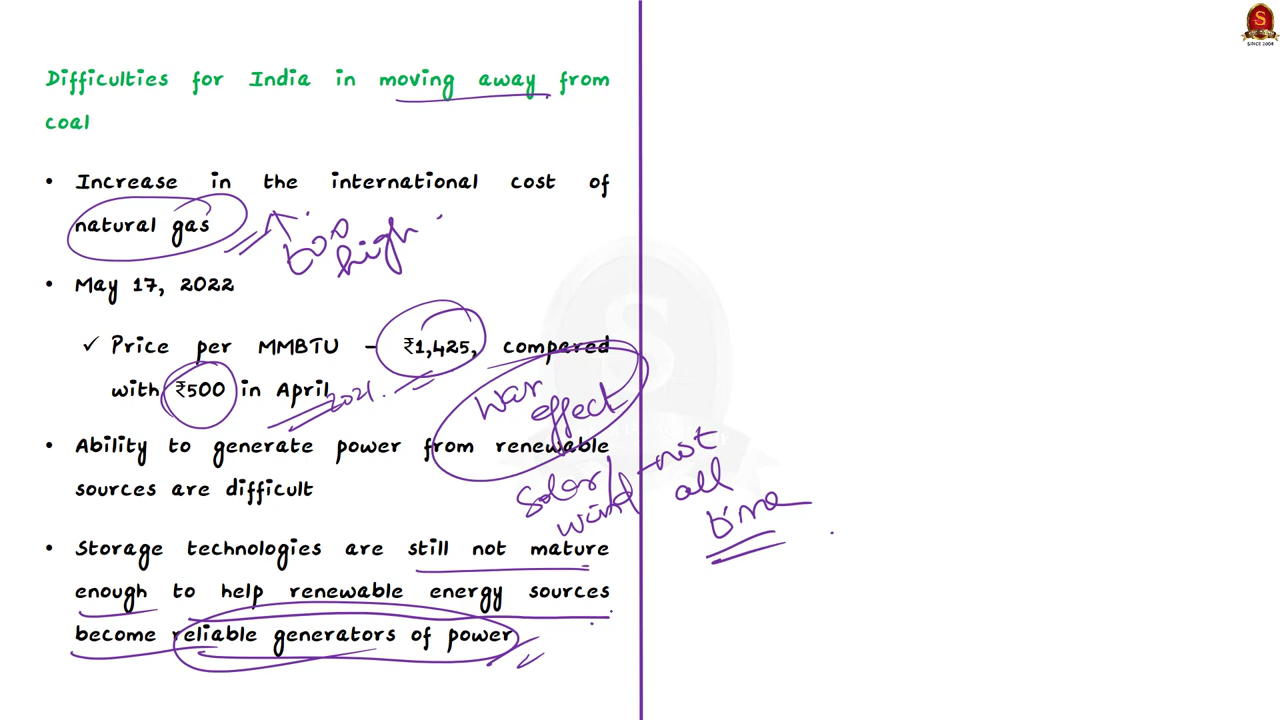 S
SINCE 2004
Difficulties for India in moving away from
coal
• Increase in the international cost of
natural gas
too
high
• May 17, 2022
✓ Price per MMBTU – ₹1,425, compared
with ₹500 in April 2021.
War
effect
• Ability to generate power from renewable
sources are difficult
Solar/
wind
-not
all
time
• Storage technologies are still not mature
enough to help renewable energy sources
become reliable generators of power